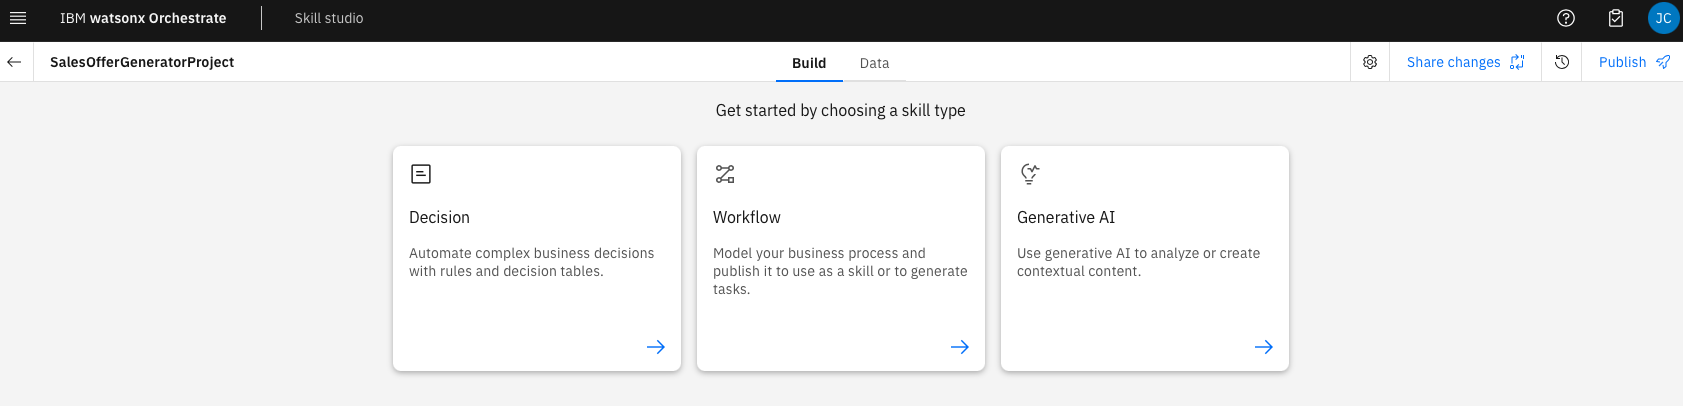 IBM watsonx Orchestrate
Skill studio
JC
SalesOfferGeneratorProject
Build
Data
Share changes
Publish
Get started by choosing a skill type
Decision
Automate complex business decisions
with rules and decision tables.
Workflow
Model your business process and
publish it to use as a skill or to generate
tasks.
Generative AI
Use generative AI to analyze or create
contextual content.